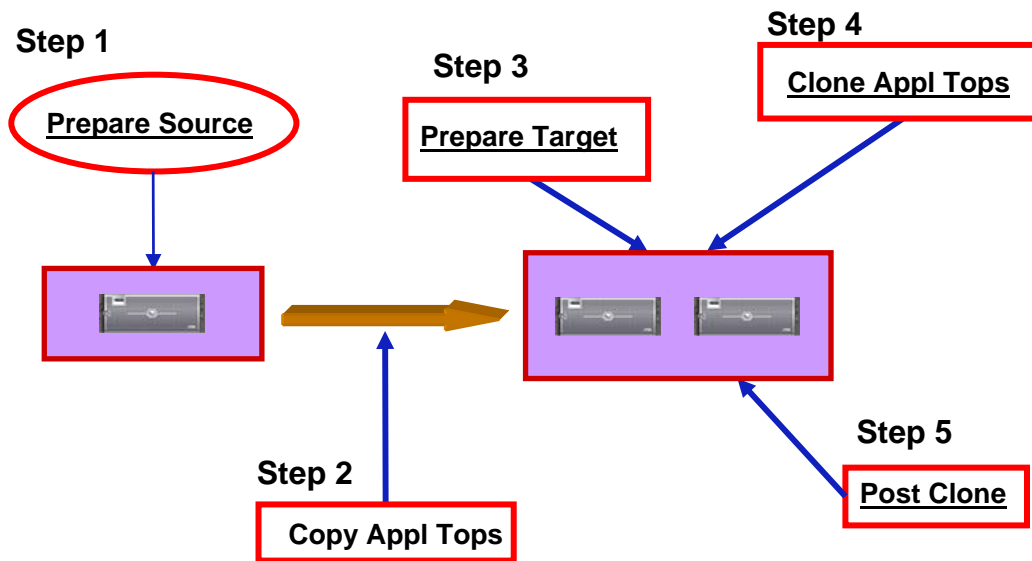 Step 1
Prepare Source
Step 2
Copy Appl Tops
Step 3
Prepare Target
Step 4
Clone Appl Tops
Step 5
Post Clone